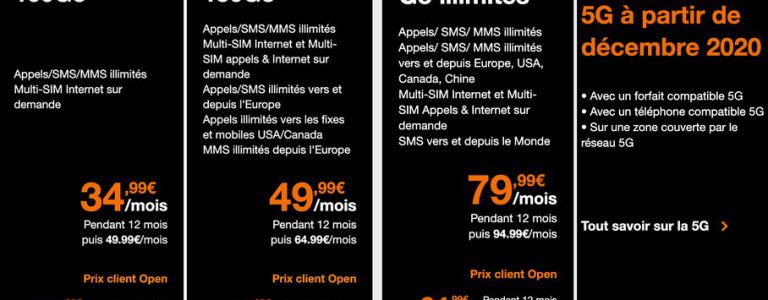 Go illimités
Appels/SMS/MMS illimités
Multi-SIM Internet sur
demande
34,99€
/mois
Pendant 12 mois
puis 49.99€/mois
Prix client Open
Appels/SMS/MMS illimités
Multi-SIM Internet et Multi-
SIM appels & Internet sur
demande
Appels/SMS illimités vers et
depuis l'Europe
Appels illimités vers les fixes
et mobiles USA/Canada
MMS illimités depuis l'Europe
49,99€
/mois
Pendant 12 mois
puis 64.99€/mois
Prix client Open
Appels/ SMS/ MMS illimités
Appels/ SMS/ MMS illimités
vers et depuis Europe, USA,
Canada, Chine
Multi-SIM Internet et Multi-
SIM Appels & Internet sur
demande
SMS vers et depuis le Monde
79,99€
/mois
Pendant 12 mois
puis 94.99€/mois
Prix client Open
Pendant 12 mois
5G à partir de
décembre 2020
• Avec un forfait compatible 5G
• Avec un téléphone compatible 5G
• Sur une zone couverte par le
réseau 5G
Tout savoir sur la 5G >